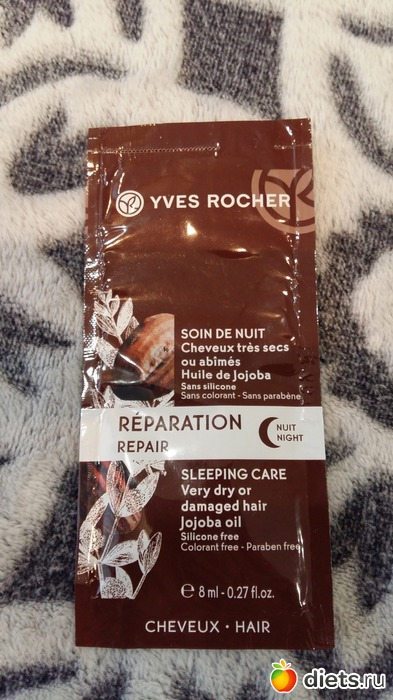 YVES ROCHER
SOIN DE NUIT
Cheveux très secs
ou abîmés
Huile de Jojoba
Sans silicone
Sans colorant - Sans parabène
RÉPARATION
REPAIR
NUIT
NIGHT
SLEEPING CARE
Very dry or
damaged hair
Jojoba oil
Silicone free
Colorant free - Paraben free
℮ 8 ml - 0.27 fl.oz.
CHEVEUX • HAIR
diets.ru